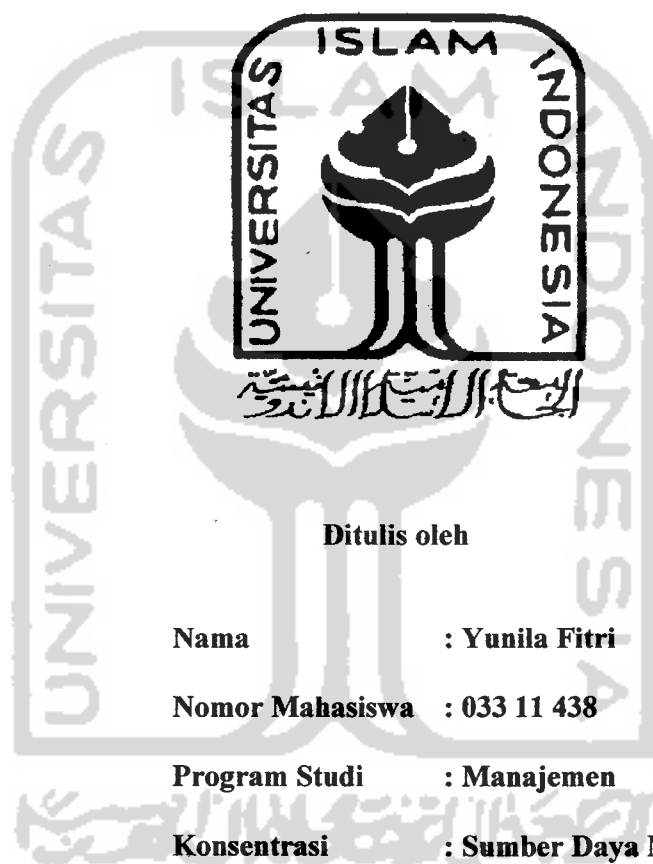 ISLAM
UNIVERSITAS
INDONESIA
Ditulis oleh
Nama : Yunila Fitri
Nomor Mahasiswa : 033 11 438
Program Studi : Manajemen
Konsentrasi : Sumber Daya